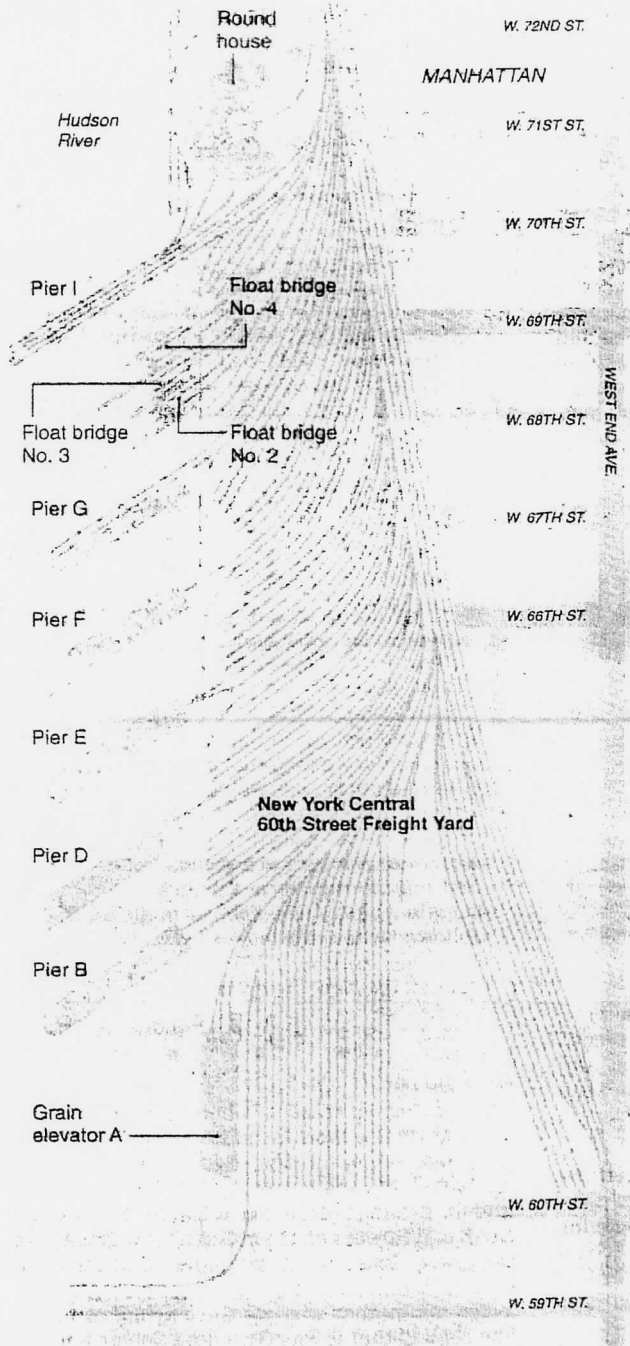 Round
house
W. 72ND ST.
MANHATTAN
Hudson
River
W. 71ST ST.
W. 70TH ST.
Pier I
Float bridge
No. 4
W. 69TH ST.
WEST END AVE.
Float bridge
No. 3
Float bridge
No. 2
W. 68TH ST.
Pier G
W. 67TH ST.
Pier F
W. 66TH ST.
Pier E
New York Central
60th Street Freight Yard
Pier D
Pier B
Grain
elevator A
W. 60TH ST.
W. 59TH ST.